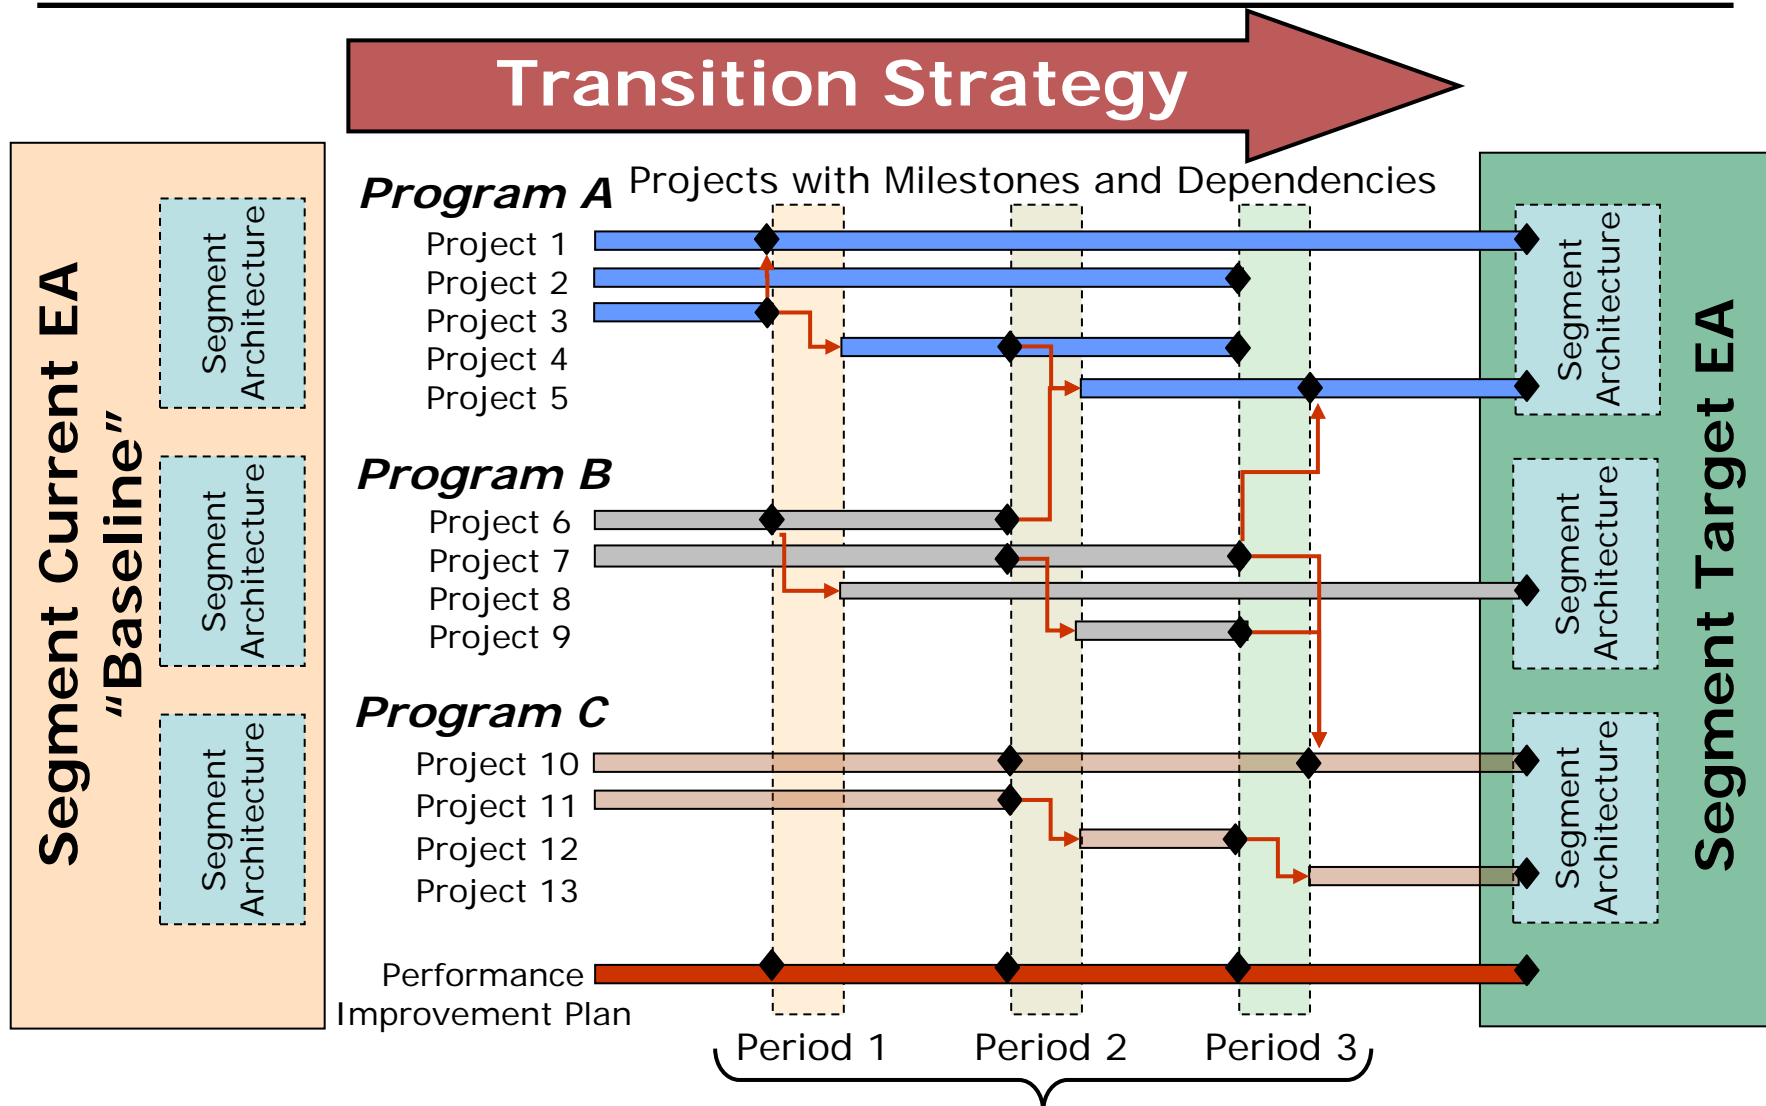 Transition Strategy
Segment Current EA
“Baseline”
Segment
Architecture
Segment
Architecture
Segment
Architecture
Projects with Milestones and Dependencies
Program A
Project 1
Project 2
Project 3
Project 4
Project 5
Program B
Project 6
Project 7
Project 8
Project 9
Program C
Project 10
Project 11
Project 12
Project 13
Performance
Improvement Plan
Period 1
Period 2
Period 3
Segment
Architecture
Segment
Architecture
Segment
Architecture
Segment Target EA